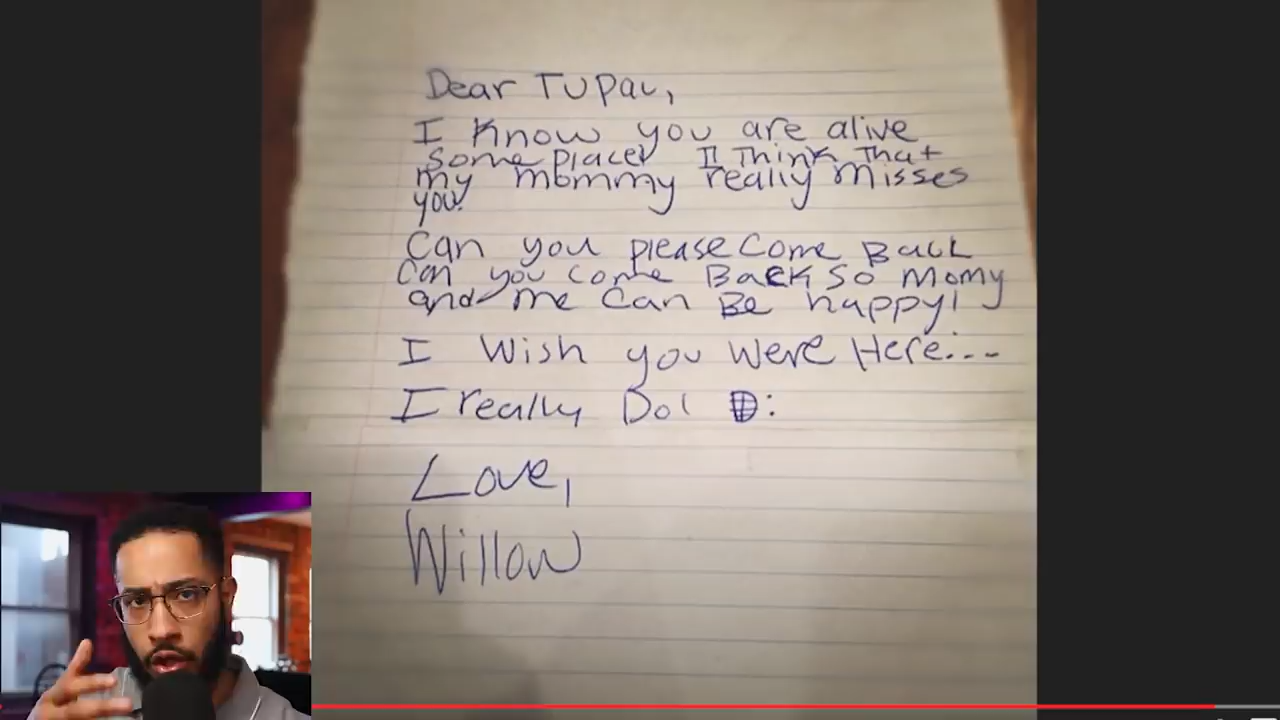 Dear TUPAC,
I Know you are alive
some place! I Think That
my mommy really misses
you.
Can you please Come Back
Can you come Back So Momy
and me Can Be happy!
I Wish you Were Here...
I really Do!
Love,
Willow